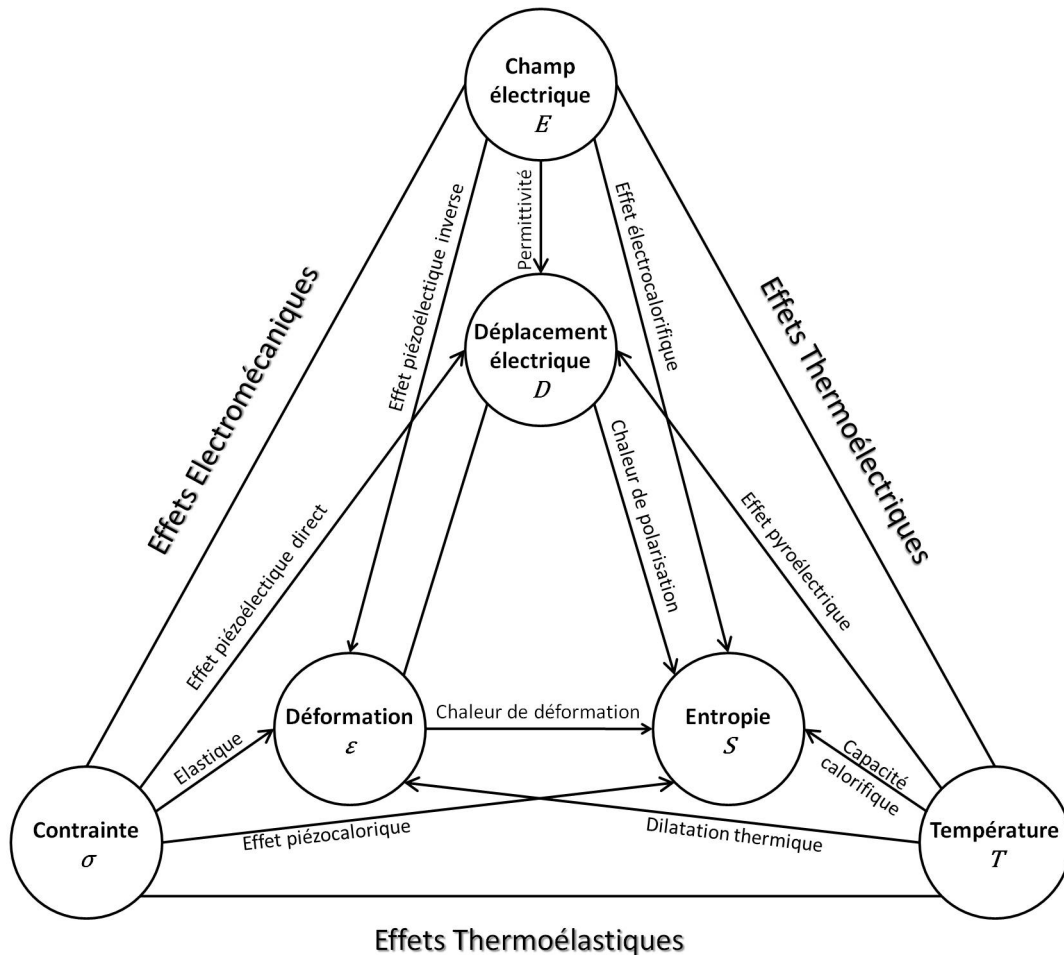 Champ
électrique
E
Permittivité
Effet piézoélectique inverse
Effet électrocalorifique
Effets Electromécaniques
Effets Thermoélectriques
Déplacement
électrique
D
Effet piézoélectique direct
Chaleur de polarisation
Effet pyroélectrique
Déformation
ε
Chaleur de déformation
Entropie
S
Elastique
Capacité
calorifique
Contrainte
σ
Effet piézocalorique
Dilatation thermique
Température
T
Effets Thermoélastiques